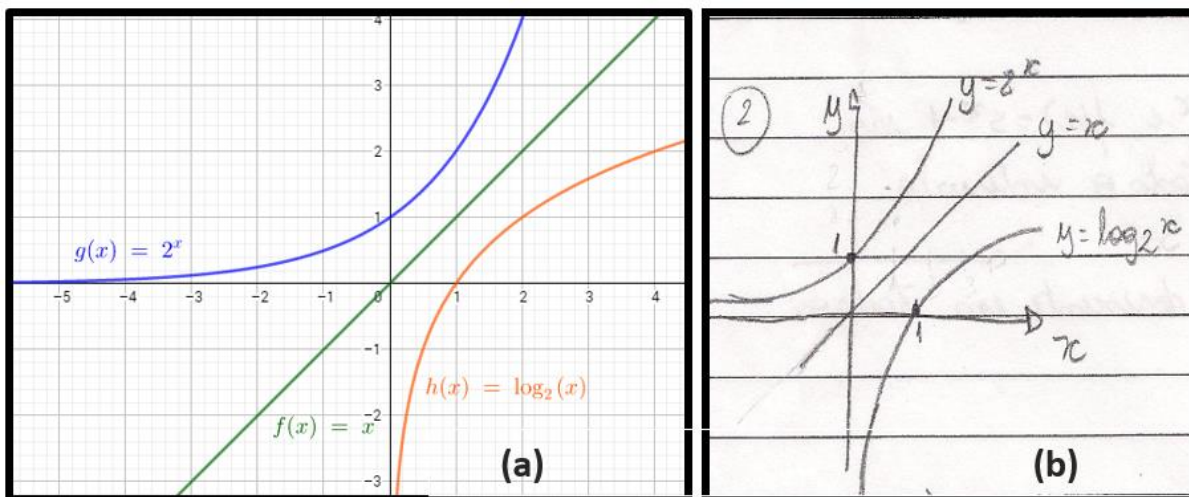 4
3
2
1
−1
−2
−3
−5
−4
−3
−2
−1
0
1
2
3
4
g(x) = 2^x
h(x) = log₂(x)
f(x) = x
(a)
2
y
y=2^x
y=x
1
y=log₂x
1
x
(b)